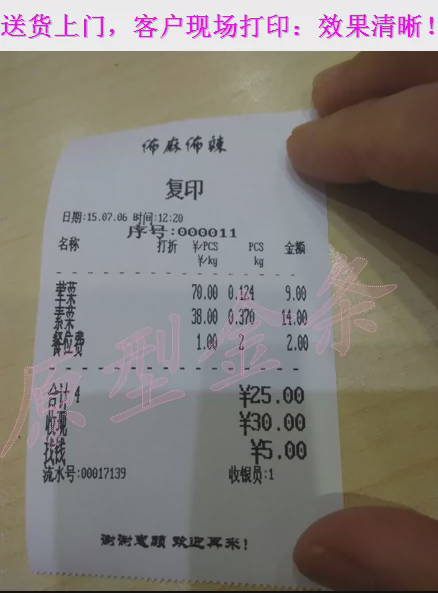 送货上门，客户现场打印：效果清晰！
佈麻佈辣
复印
日期:15.07.06 时间:12:20
序号:000011
名称 打折 ¥/PCS PCS 金额
¥/kg kg
荤菜 70.00 0.124 9.00
素菜 38.00 0.370 14.00
餐位费 1.00 2 2.00
合计 4 ¥25.00
收现 ¥30.00
找钱 ¥5.00
流水号:00017139 收银员:1
谢谢惠顾 欢迎再来!
原型金条